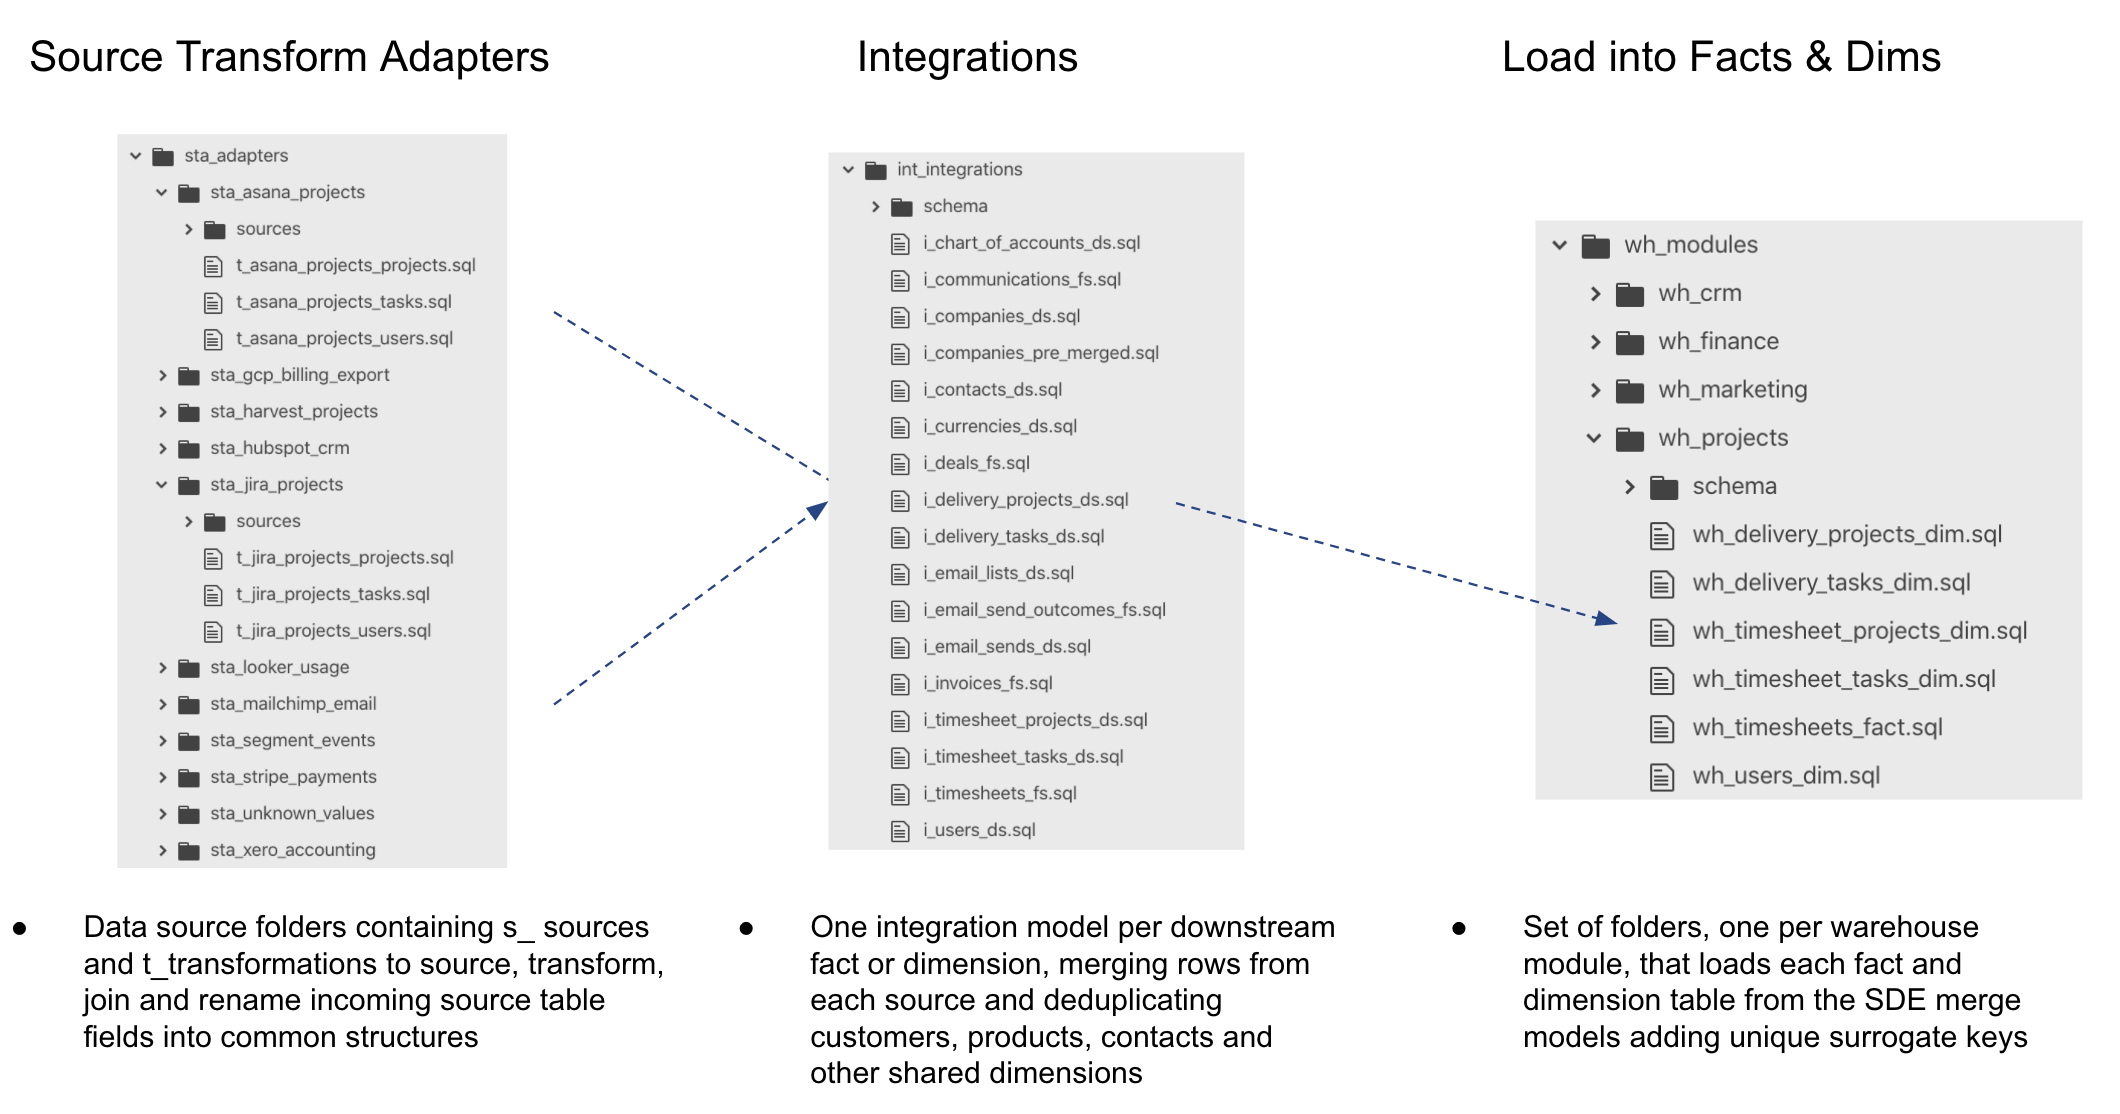 Source Transform Adapters
sta_adapters
sta_asana_projects
sources
t_asana_projects_projects.sql
t_asana_projects_tasks.sql
t_asana_projects_users.sql
sta_gcp_billing_export
sta_harvest_projects
sta_hubspot_crm
sta_jira_projects
sources
t_jira_projects_projects.sql
t_jira_projects_tasks.sql
t_jira_projects_users.sql
sta_looker_usage
sta_mailchimp_email
sta_segment_events
sta_stripe_payments
sta_unknown_values
sta_xero_accounting
● Data source folders containing s_ sources
and t_transformations to source, transform,
join and rename incoming source table
fields into common structures
Integrations
int_integrations
schema
i_chart_of_accounts_ds.sql
i_communications_fs.sql
i_companies_ds.sql
i_companies_pre_merged.sql
i_contacts_ds.sql
i_currencies_ds.sql
i_deals_fs.sql
i_delivery_projects_ds.sql
i_delivery_tasks_ds.sql
i_email_lists_ds.sql
i_email_send_outcomes_fs.sql
i_email_sends_ds.sql
i_invoices_fs.sql
i_timesheet_projects_ds.sql
i_timesheet_tasks_ds.sql
i_timesheets_fs.sql
i_users_ds.sql
● One integration model per downstream
fact or dimension, merging rows from
each source and deduplicating
customers, products, contacts and
other shared dimensions
Load into Facts & Dims
wh_modules
wh_crm
wh_finance
wh_marketing
wh_projects
schema
wh_delivery_projects_dim.sql
wh_delivery_tasks_dim.sql
wh_timesheet_projects_dim.sql
wh_timesheet_tasks_dim.sql
wh_timesheets_fact.sql
wh_users_dim.sql
● Set of folders, one per warehouse
module, that loads each fact and
dimension table from the SDE merge
models adding unique surrogate keys